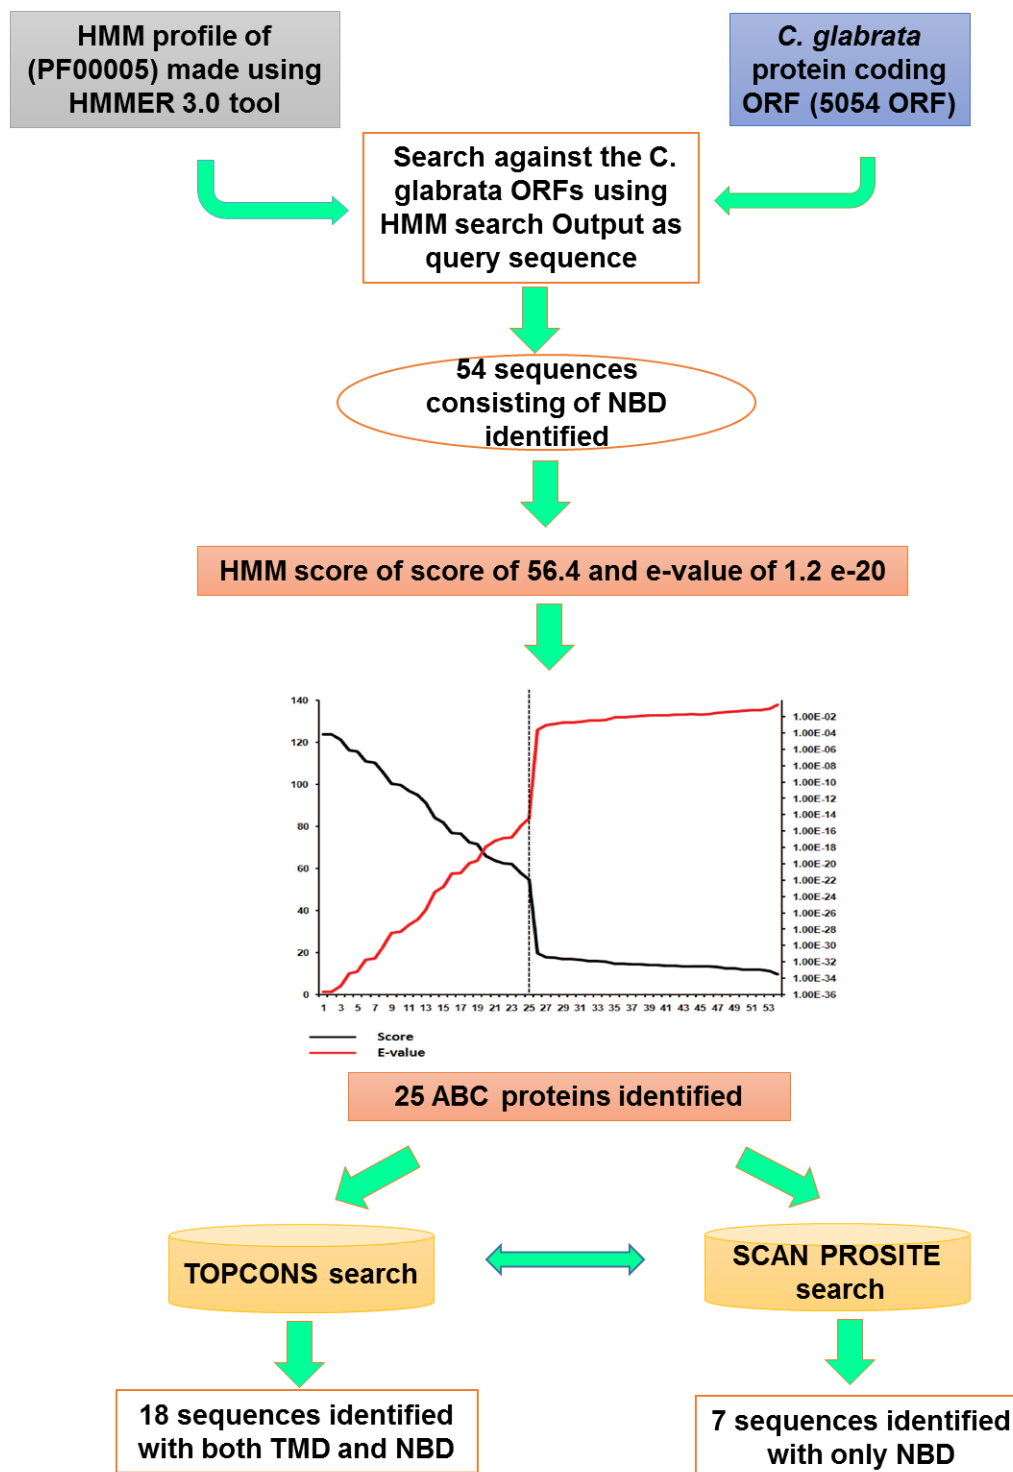 HMM profile of
(PF00005) made using
HMMER 3.0 tool
C. glabrata
protein coding
ORF (5054 ORF)
Search against the C.
glabrata ORFs using
HMM search Output as
query sequence
54 sequences
consisting of NBD
identified
HMM score of score of 56.4 and e-value of 1.2 e-20
140
120
100
80
60
40
20
0
1.00E-02
1.00E-04
1.00E-06
1.00E-08
1.00E-10
1.00E-12
1.00E-14
1.00E-16
1.00E-18
1.00E-20
1.00E-22
1.00E-24
1.00E-26
1.00E-28
1.00E-30
1.00E-32
1.00E-34
1.00E-36
1 3 5 7 9 11 13 15 17 19 21 23 25 27 29 31 33 35 37 39 41 43 45 47 49 51 53
Score
E-value
25 ABC proteins identified
TOPCONS search
SCAN PROSITE
search
18 sequences identified
with both TMD and NBD
7 sequences identified
with only NBD